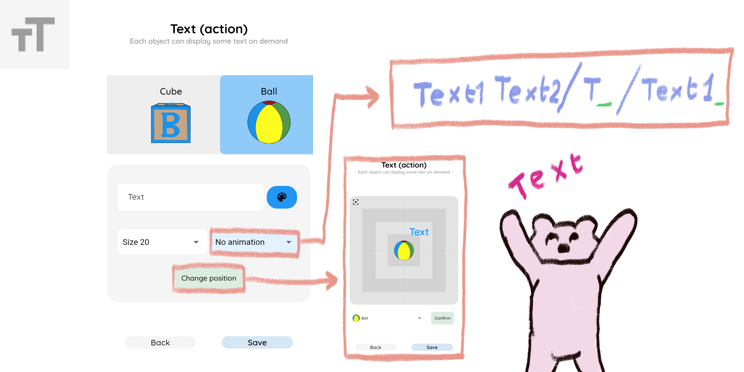 TT
Text (action)
Each object can display some text on demand
Cube
Ball
B
Text
Size 20
No animation
Change position
Back
Save
Text1 Text2/T_/Text1_
Text (action)
Each object can display some text on demand
Text
Ball
Confirm
Back
Save
Text